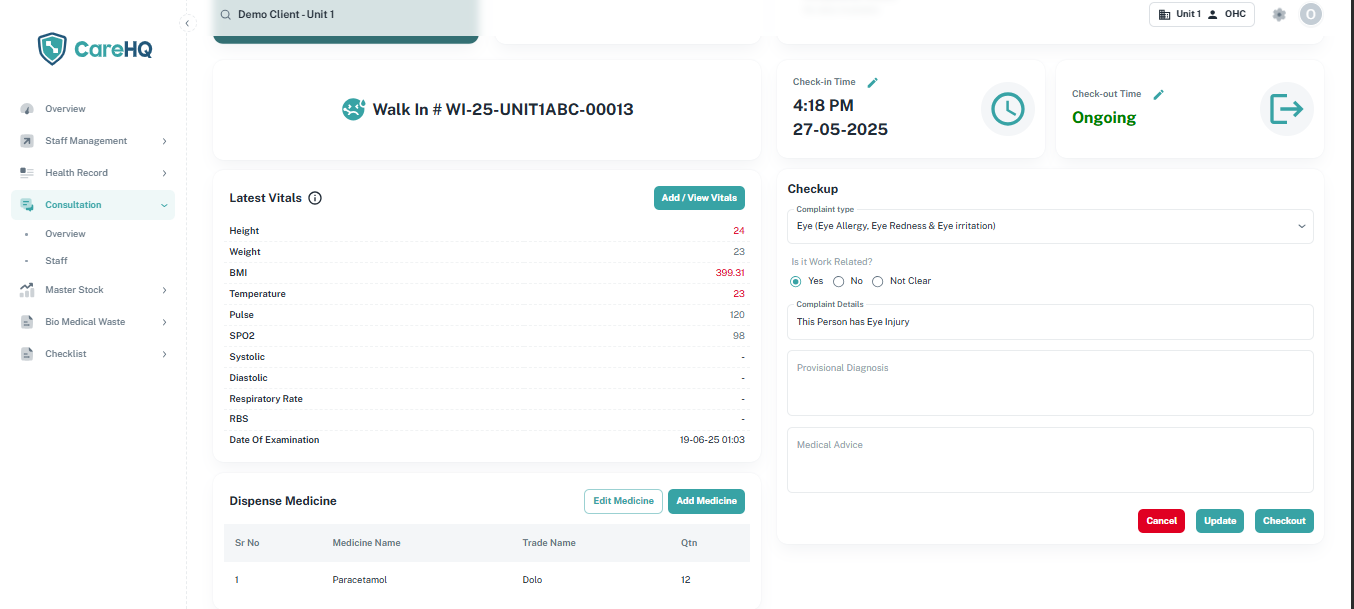 Demo Client - Unit 1
Unit 1 OHC
O
CareHQ
Overview
Staff Management
Health Record
Consultation
Overview
Staff
Master Stock
Bio Medical Waste
Checklist
Walk In # WI-25-UNIT1ABC-00013
Check-in Time
4:18 PM
27-05-2025
Check-out Time
Ongoing
Latest Vitals
Add / View Vitals
Height 24
Weight 23
BMI 399.31
Temperature 23
Pulse 120
SPO2 98
Systolic -
Diastolic -
Respiratory Rate -
RBS -
Date Of Examination 19-06-25 01:03
Dispense Medicine
Edit Medicine Add Medicine
Sr No Medicine Name Trade Name Qtn
1 Paracetamol Dolo 12
Checkup
Complaint type
Eye (Eye Allergy, Eye Redness & Eye irritation)
Is it Work Related?
Yes No Not Clear
Complaint Details
This Person has Eye Injury
Provisional Diagnosis
Medical Advice
Cancel Update Checkout